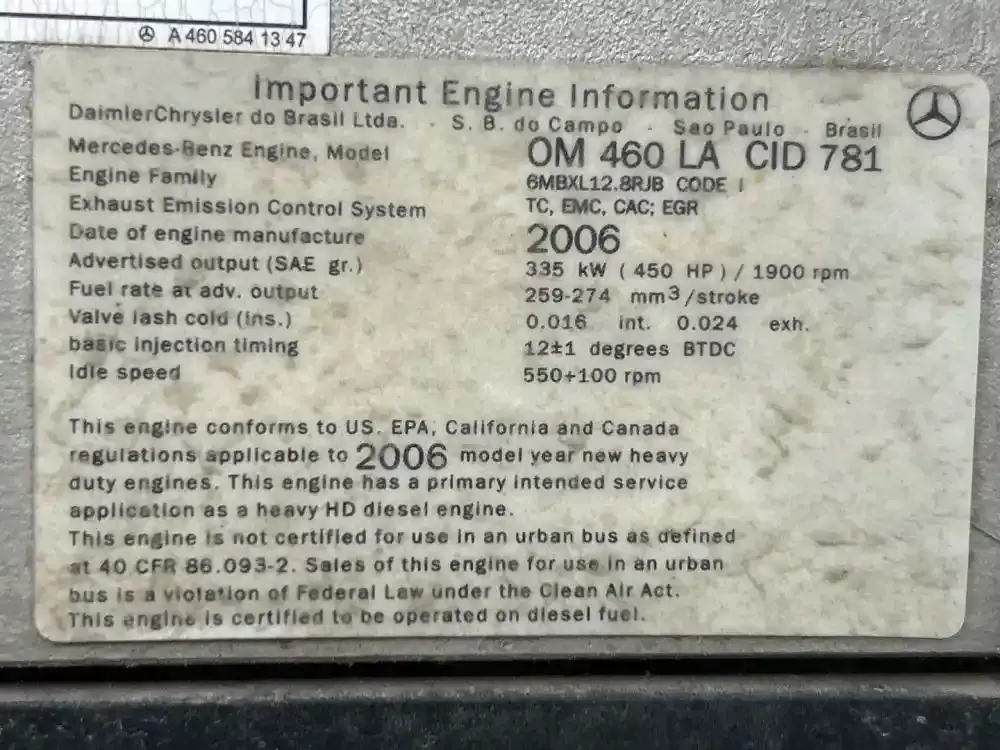 A 460 584 13 47
Important Engine Information
DaimlerChrysler do Brasil Ltda. - S. B. do Campo - Sao Paulo - Brasil
Mercedes-Benz Engine, Model OM 460 LA CID 781
Engine Family 6MBXL12.8RJB CODE I
Exhaust Emission Control System TC, EMC, CAC; EGR
Date of engine manufacture 2006
Advertised output (SAE gr.) 335 kW ( 450 HP ) / 1900 rpm
Fuel rate at adv. output 259-274 mm3/stroke
Valve lash cold (ins.) 0.016 int. 0.024 exh.
basic injection timing 12±1 degrees BTDC
Idle speed 550+100 rpm
This engine conforms to US. EPA, California and Canada
regulations applicable to 2006 model year new heavy
duty engines. This engine has a primary intended service
application as a heavy HD diesel engine.
This engine is not certified for use in an urban bus as defined
at 40 CFR 86.093-2. Sales of this engine for use in an urban
bus is a violation of Federal Law under the Clean Air Act.
This engine is certified to be operated on diesel fuel.